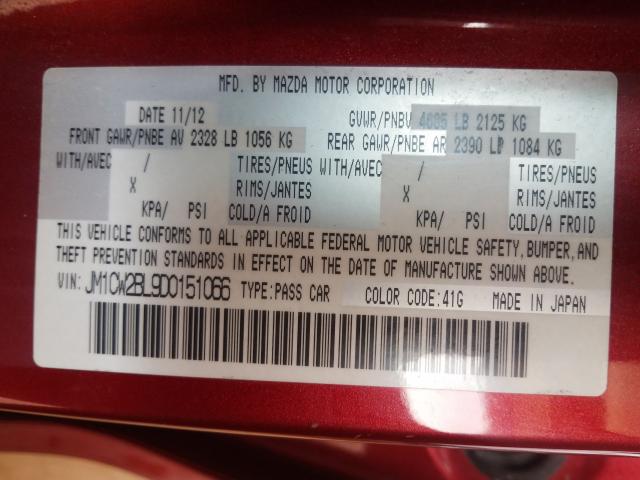 MFD. BY MAZDA MOTOR CORPORATION
DATE 11/12 GVWR/PNBV 4685 LB 2125 KG
FRONT GAWR/PNBE AV 2328 LB 1056 KG REAR GAWR/PNBE AR 2390 LB 1084 KG
WITH/AVEC / TIRES/PNEUS WITH/AVEC / TIRES/PNEUS
X RIMS/JANTES X RIMS/JANTES
KPA/ PSI COLD/A FROID KPA/ PSI COLD/A FROID
THIS VEHICLE CONFORMS TO ALL APPLICABLE FEDERAL MOTOR VEHICLE SAFETY, BUMPER, AND
THEFT PREVENTION STANDARDS IN EFFECT ON THE DATE OF MANUFACTURE SHOWN ABOVE.
VIN: JM1CW2BL9D0151066 TYPE:PASS CAR COLOR CODE:41G MADE IN JAPAN